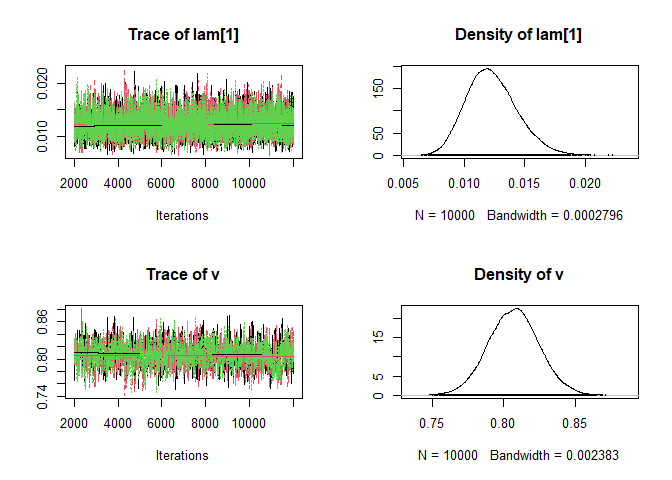 Trace of lam[1]
0.020
0.010
2000 4000 6000 8000 10000
Iterations
Density of lam[1]
150
50
0
0.005 0.010 0.015 0.020
N = 10000 Bandwidth = 0.0002796
Trace of v
0.86
0.80
0.74
2000 4000 6000 8000 10000
Iterations
Density of v
15
5
0
0.75 0.80 0.85
N = 10000 Bandwidth = 0.002383